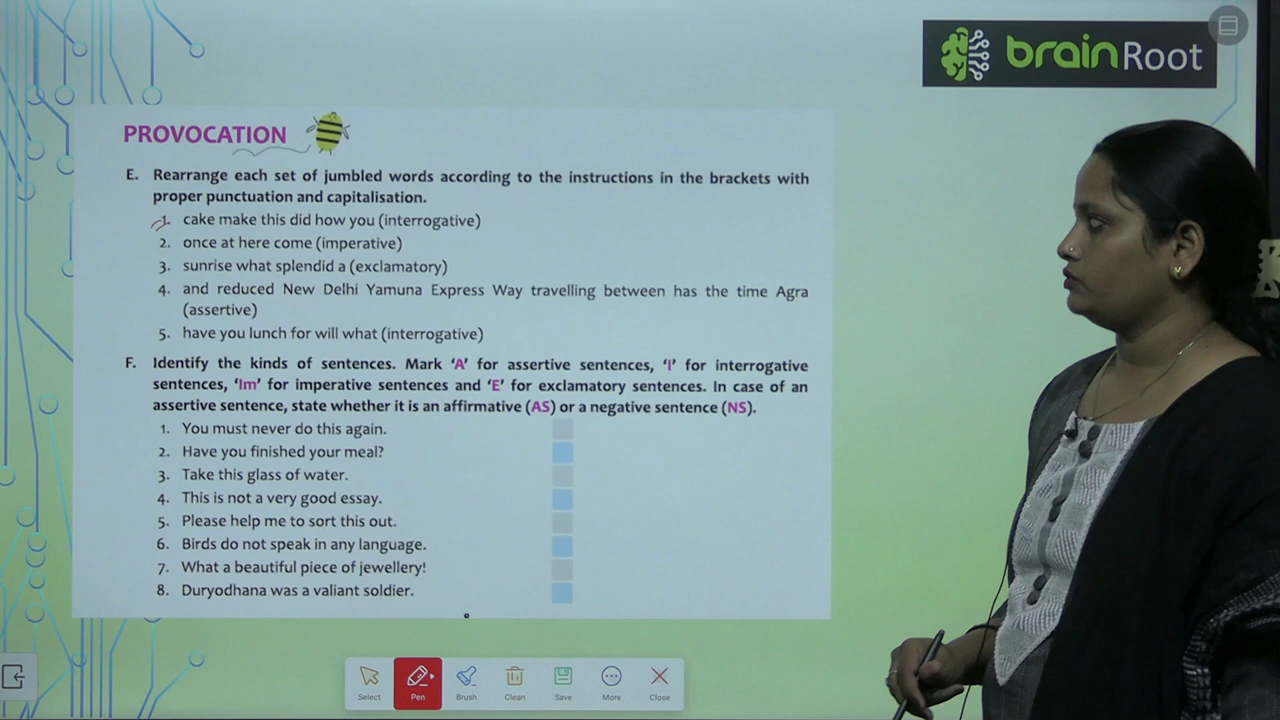 brainRoot
PROVOCATION
E. Rearrange each set of jumbled words according to the instructions in the brackets with
proper punctuation and capitalisation.
1. cake make this did how you (interrogative)
2. once at here come (imperative)
3. sunrise what splendid a (exclamatory)
4. and reduced New Delhi Yamuna Express Way travelling between has the time Agra
(assertive)
5. have you lunch for will what (interrogative)
F. Identify the kinds of sentences. Mark ‘A’ for assertive sentences, ‘I’ for interrogative
sentences, ‘Im’ for imperative sentences and ‘E’ for exclamatory sentences. In case of an
assertive sentence, state whether it is an affirmative (AS) or a negative sentence (NS).
1. You must never do this again.
2. Have you finished your meal?
3. Take this glass of water.
4. This is not a very good essay.
5. Please help me to sort this out.
6. Birds do not speak in any language.
7. What a beautiful piece of jewellery!
8. Duryodhana was a valiant soldier.
Select Pen Brush Clean Save More Close